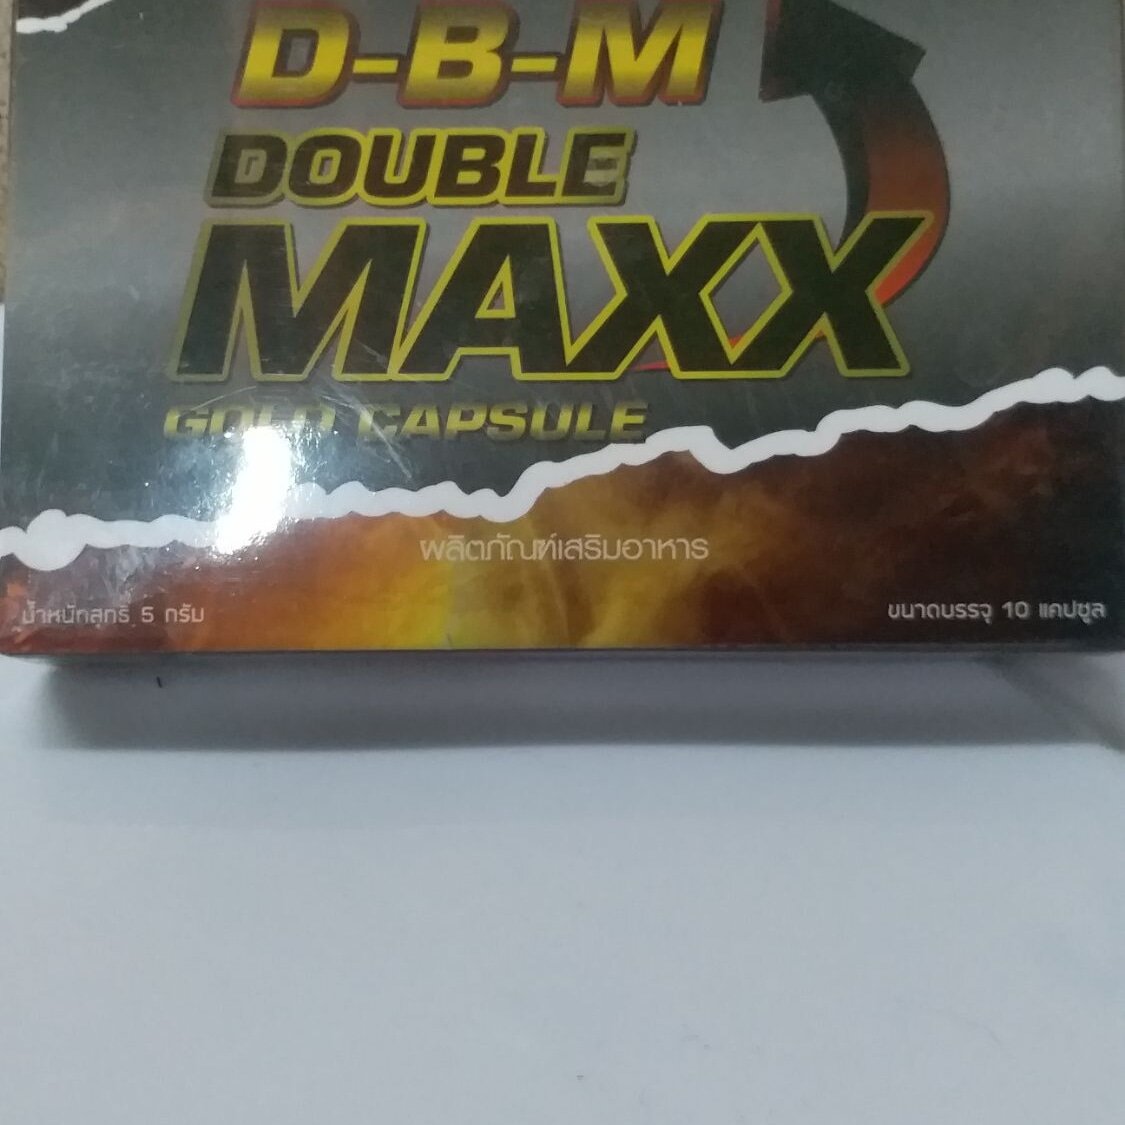 D-B-M
DOUBLE
MAXX
GOLD CAPSULE
ผลิตภัณฑ์เสริมอาหาร
น้ำหนักสุทธิ 5 กรัม
ขนาดบรรจุ 10 แคปซูล